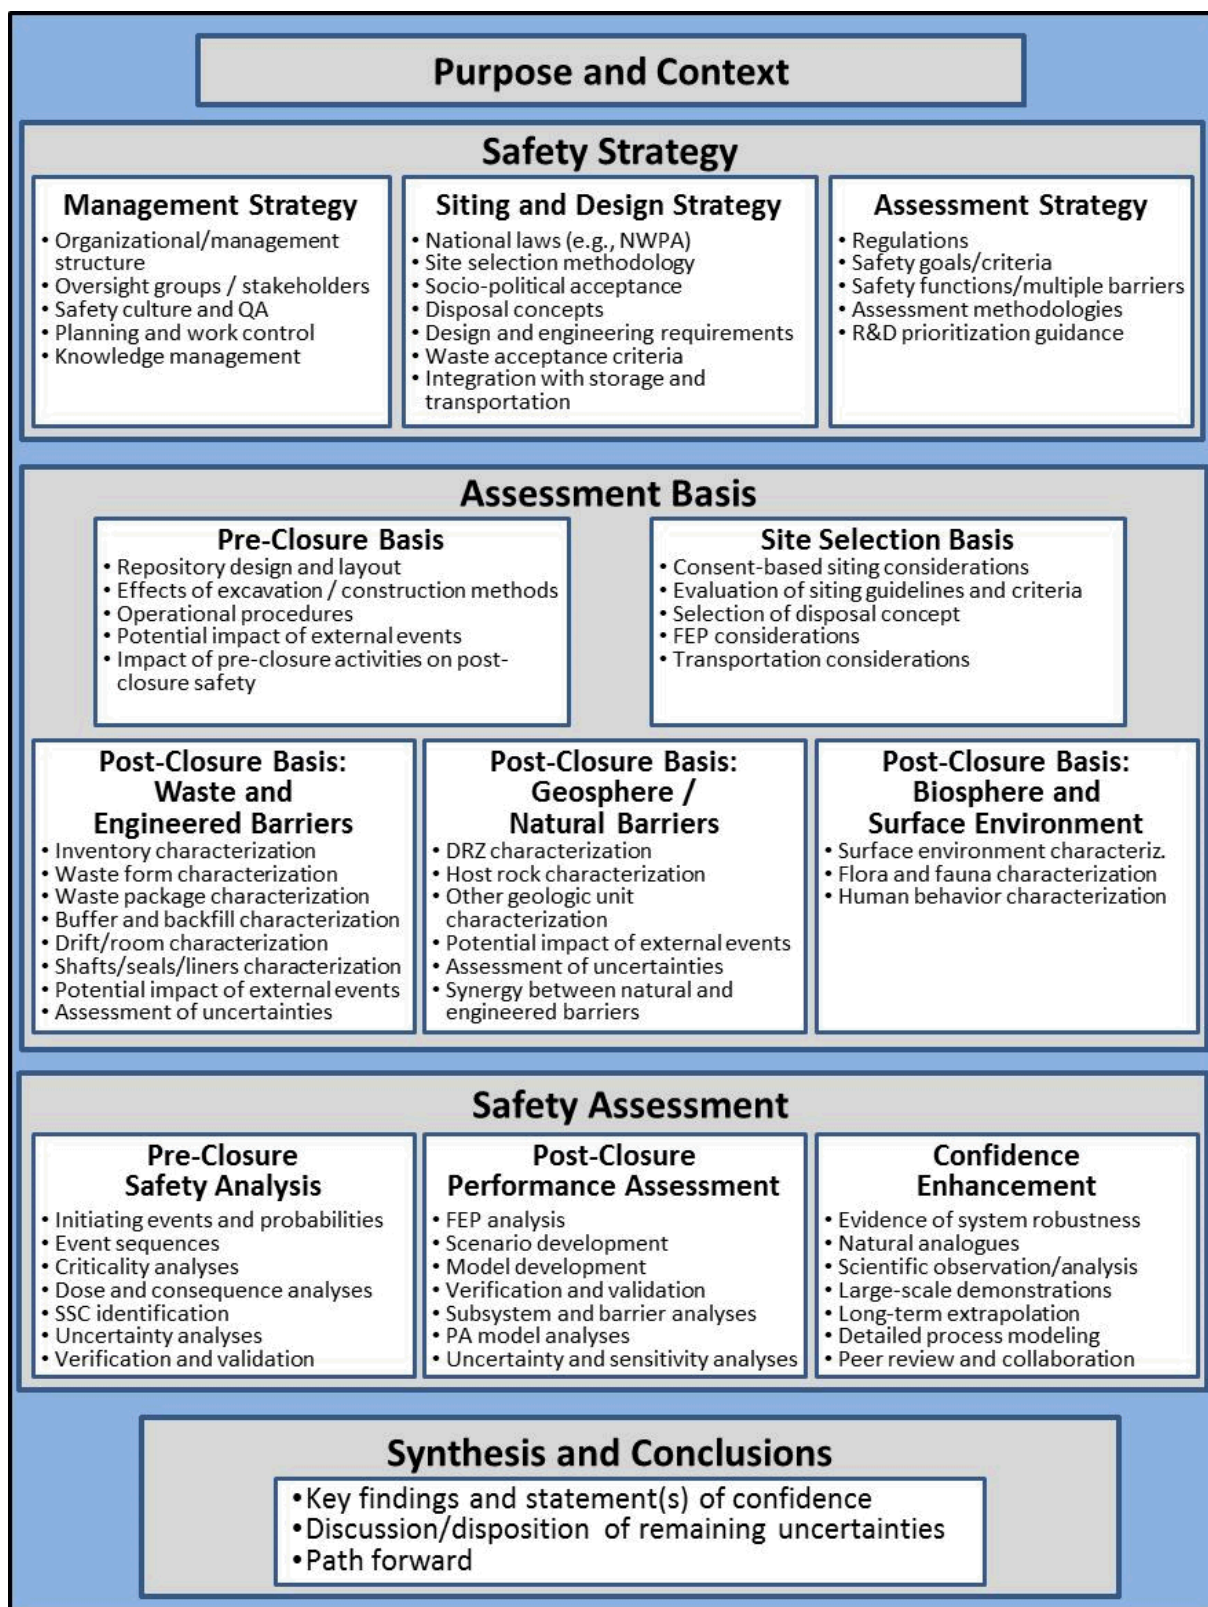 Purpose and Context
Safety Strategy
Management Strategy
• Organizational/management
structure
• Oversight groups / stakeholders
• Safety culture and QA
• Planning and work control
• Knowledge management
Siting and Design Strategy
• National laws (e.g., NWPA)
• Site selection methodology
• Socio-political acceptance
• Disposal concepts
• Design and engineering requirements
• Waste acceptance criteria
• Integration with storage and
transportation
Assessment Strategy
• Regulations
• Safety goals/criteria
• Safety functions/multiple barriers
• Assessment methodologies
• R&D prioritization guidance
Assessment Basis
Pre-Closure Basis
• Repository design and layout
• Effects of excavation / construction methods
• Operational procedures
• Potential impact of external events
• Impact of pre-closure activities on post-
closure safety
Site Selection Basis
• Consent-based siting considerations
• Evaluation of siting guidelines and criteria
• Selection of disposal concept
• FEP considerations
• Transportation considerations
Post-Closure Basis:
Waste and
Engineered Barriers
• Inventory characterization
• Waste form characterization
• Waste package characterization
• Buffer and backfill characterization
• Drift/room characterization
• Shafts/seals/liners characterization
• Potential impact of external events
• Assessment of uncertainties
Post-Closure Basis:
Geosphere /
Natural Barriers
• DRZ characterization
• Host rock characterization
• Other geologic unit
characterization
• Potential impact of external events
• Assessment of uncertainties
• Synergy between natural and
engineered barriers
Post-Closure Basis:
Biosphere and
Surface Environment
• Surface environment characteriz.
• Flora and fauna characterization
• Human behavior characterization
Safety Assessment
Pre-Closure
Safety Analysis
• Initiating events and probabilities
• Event sequences
• Criticality analyses
• Dose and consequence analyses
• SSC identification
• Uncertainty analyses
• Verification and validation
Post-Closure
Performance Assessment
• FEP analysis
• Scenario development
• Model development
• Verification and validation
• Subsystem and barrier analyses
• PA model analyses
• Uncertainty and sensitivity analyses
Confidence
Enhancement
• Evidence of system robustness
• Natural analogues
• Scientific observation/analysis
• Large-scale demonstrations
• Long-term extrapolation
• Detailed process modeling
• Peer review and collaboration
Synthesis and Conclusions
• Key findings and statement(s) of confidence
• Discussion/disposition of remaining uncertainties
• Path forward